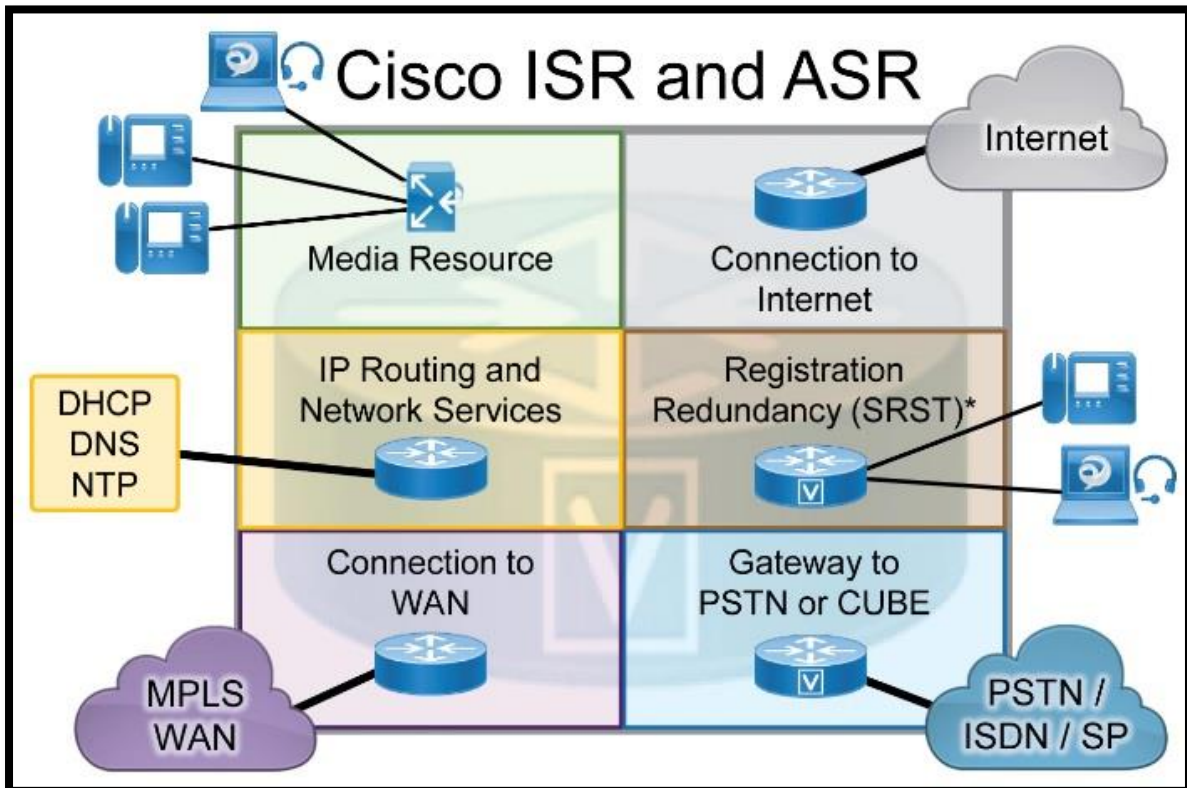 Cisco ISR and ASR
Internet
Media Resource
Connection to
Internet
DHCP
DNS
NTP
IP Routing and
Network Services
Registration
Redundancy (SRST)*
V
Connection to
WAN
Gateway to
PSTN or CUBE
V
V
MPLS
WAN
PSTN /
ISDN / SP